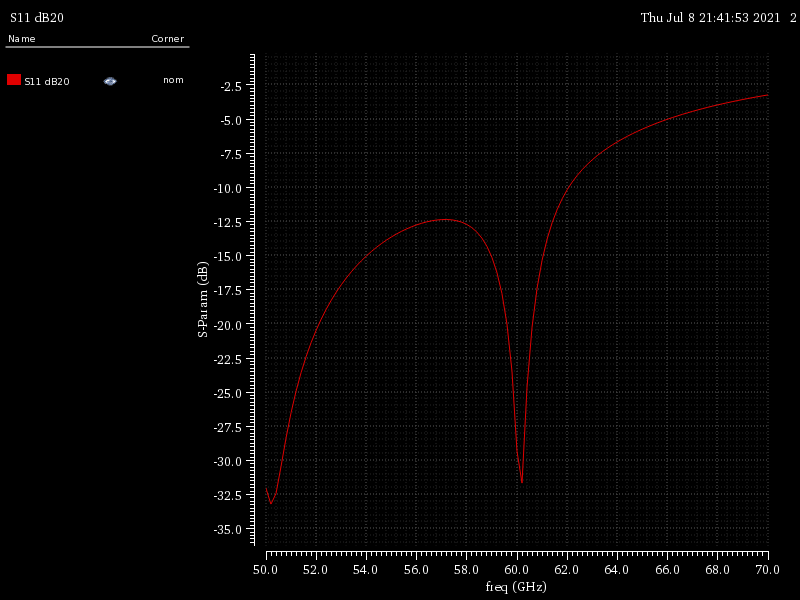 S11 dB20
Thu Jul 8 21:41:53 2021 2
Name Corner
S11 dB20 nom
-2.5
-5.0
-7.5
-10.0
-12.5
-15.0
-17.5
-20.0
-22.5
-25.0
-27.5
-30.0
-32.5
-35.0
S-Param (dB)
50.0 52.0 54.0 56.0 58.0 60.0 62.0 64.0 66.0 68.0 70.0
freq (GHz)